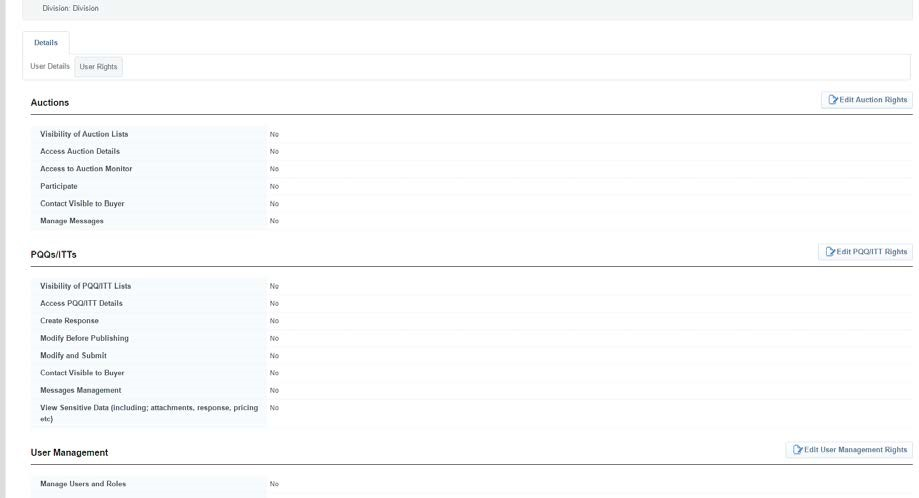 Division: Division
Details
User Details User Rights
Auctions Edit Auction Rights
Visibility of Auction Lists No
Access Auction Details No
Access to Auction Monitor No
Participate No
Contact Visible to Buyer No
Manage Messages No
PQQs/ITTs Edit PQQ/ITT Rights
Visibility of PQQ/ITT Lists No
Access PQQ/ITT Details No
Create Response No
Modify Before Publishing No
Modify and Submit No
Contact Visible to Buyer No
Messages Management No
View Sensitive Data (including; attachments, response, pricing No
etc)
User Management Edit User Management Rights
Manage Users and Roles No